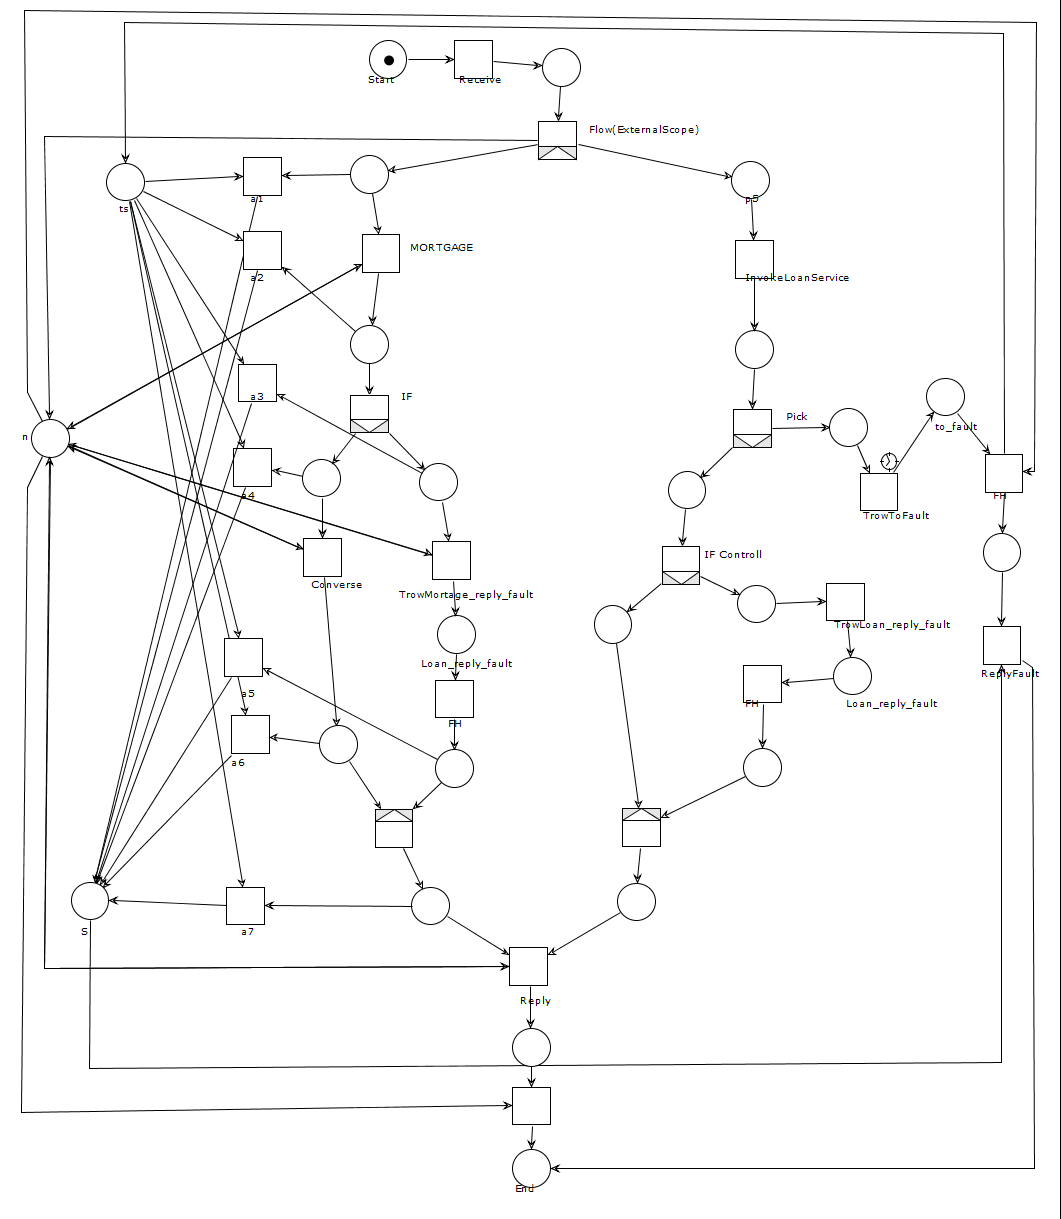 Start
Receive
Flow(ExternalScope)
a1
p5
ts
MORTGAGE
a2
InvokeLoanService
a3
IF
Pick
to_fault
n
a4
FH
TrowToFault
IF Controll
Converse
TrowMortage_reply_fault
TrowLoan_reply_fault
Loan_reply_fault
ReplyFault
a5
FH
FH
Loan_reply_fault
a6
S
a7
Reply
End